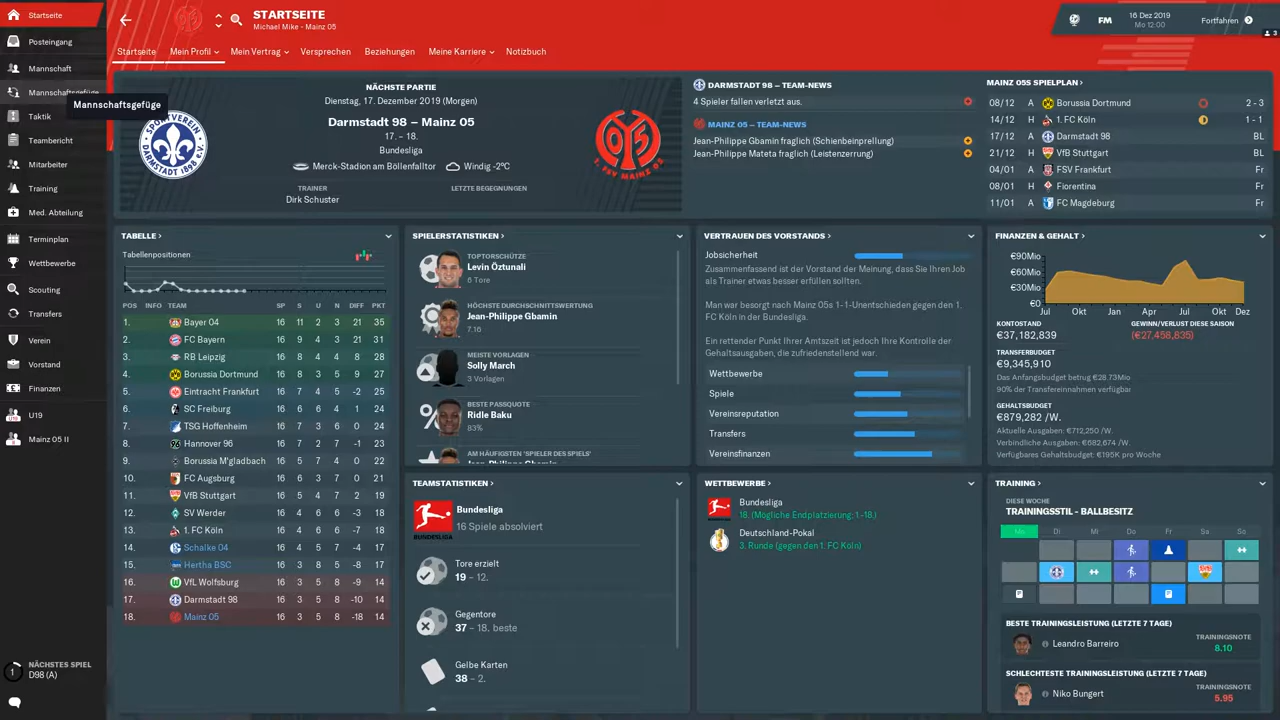 Startseite
Posteingang
Mannschaft
Mannschaftsgefüge
Mannschaftsgefüge
Taktik
Teambericht
Mitarbeiter
Training
Med. Abteilung
Terminplan
Wettbewerbe
Scouting
Transfers
Verein
Vorstand
Finanzen
U19
Mainz 05 II
NÄCHSTES SPIEL
D98 (A)
1
STARTSEITE
Michael Mike - Mainz 05
FM
16 Dez 2019
Mo 12:00
Fortfahren
3
Startseite Mein Profil Mein Vertrag Versprechen Beziehungen Meine Karriere Notizbuch
NÄCHSTE PARTIE
Dienstag, 17. Dezember 2019 (Morgen)
Darmstadt 98 – Mainz 05
17. - 18.
Bundesliga
Merck-Stadion am Böllenfalltor Windig -2°C
TRAINER
Dirk Schuster
LETZTE BEGEGNUNGEN
DARMSTADT 98 – TEAM-NEWS
4 Spieler fallen verletzt aus.
MAINZ 05 – TEAM-NEWS
Jean-Philippe Gbamin fraglich (Schienbeinprellung)
Jean-Philippe Mateta fraglich (Leistenzerrung)
MAINZ 05S SPIELPLAN >
08/12 A Borussia Dortmund 2 - 3
14/12 H 1. FC Köln 1 - 1
17/12 A Darmstadt 98 BL
21/12 H VfB Stuttgart BL
04/01 A FSV Frankfurt Fr
08/01 H Fiorentina Fr
11/01 A FC Magdeburg Fr
TABELLE >
Tabellenpositionen
POS INFO TEAM SP S U N DIFF PKT
1. Bayer 04 16 11 2 3 21 35
2. FC Bayern 16 9 4 3 21 31
3. RB Leipzig 16 8 4 4 8 28
4. Borussia Dortmund 16 8 3 5 9 27
5. Eintracht Frankfurt 16 7 4 5 -2 25
6. SC Freiburg 16 6 6 4 1 24
7. TSG Hoffenheim 16 7 3 6 0 24
8. Hannover 96 16 7 2 7 -1 23
9. Borussia M'gladbach 16 5 7 4 0 22
10. FC Augsburg 16 6 3 7 0 21
11. VfB Stuttgart 16 5 4 7 2 19
12. SV Werder 16 4 6 6 -3 18
13. 1. FC Köln 16 4 6 6 -7 18
14. Schalke 04 16 4 5 7 -4 17
15. Hertha BSC 16 3 8 5 -8 17
16. VfL Wolfsburg 16 3 5 8 -9 14
17. Darmstadt 98 16 3 5 8 -10 14
18. Mainz 05 16 3 5 8 -18 14
SPIELERSTATISTIKEN >
TOPTORSCHÜTZE
Levin Öztunali
6 Tore
HÖCHSTE DURCHSCHNITTSWERTUNG
Jean-Philippe Gbamin
7.16
MEISTE VORLAGEN
Solly March
3 Vorlagen
BESTE PASSQUOTE
Ridle Baku
83%
AM HÄUFIGSTEN 'SPIELER DES SPIELS'
Jean-Philippe Gbamin
VERTRAUEN DES VORSTANDS >
Jobsicherheit
Zusammenfassend ist der Vorstand der Meinung, dass Sie Ihren Job
als Trainer etwas besser erfüllen sollten.
Man war besorgt nach Mainz 05s 1-1-Unentschieden gegen den 1.
FC Köln in der Bundesliga.
Ein rettender Punkt Ihrer Amtszeit ist jedoch Ihre Kontrolle der
Gehaltsausgaben, die zufriedenstellend war.
Wettbewerbe
Spiele
Vereinsreputation
Transfers
Vereinsfinanzen
FINANZEN & GEHALT >
€90Mio
€60Mio
€30Mio
€0
Jul Okt Jan Apr Jul Okt Dez
KONTOSTAND
€37,182,839
GEWINN/VERLUST DIESE SAISON
(€27,458,835)
TRANSFERBUDGET
€9,345,910
Das Anfangsbudget betrug €28.73Mio
90% der Transfereinnahmen verfügbar
GEHALTSBUDGET
€879,282 /W.
Aktuelle Ausgaben: €712,250 /W.
Verbindliche Ausgaben: €682,674 /W.
Verfügbares Gehaltsbudget: €195K pro Woche
TEAMSTATISTIKEN >
BUNDESLIGA
Bundesliga
16 Spiele absolviert
Tore erzielt
19 – 12.
Gegentore
37 – 18. beste
Gelbe Karten
38 – 2.
WETTBEWERBE >
Bundesliga
18. (Mögliche Endplatzierung: 1.-18.)
Deutschland-Pokal
3. Runde (gegen den 1. FC Köln)
TRAINING >
DIESE WOCHE
TRAININGSSTIL - BALLBESITZ
Mo Di Mi Do Fr Sa So
BESTE TRAININGSLEISTUNG (LETZTE 7 TAGE)
Leandro Barreiro
TRAININGSNOTE
8.10
SCHLECHTESTE TRAININGSLEISTUNG (LETZTE 7 TAGE)
Niko Bungert
TRAININGSNOTE
5.95